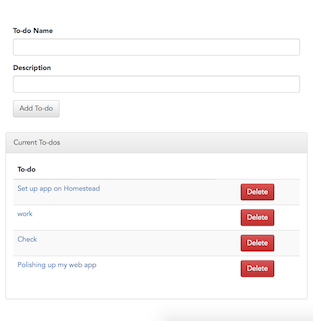 To-do Name
Description
Add To-do
Current To-dos
To-do
Set up app on Homestead Delete
work Delete
Check Delete
Polishing up my web app Delete